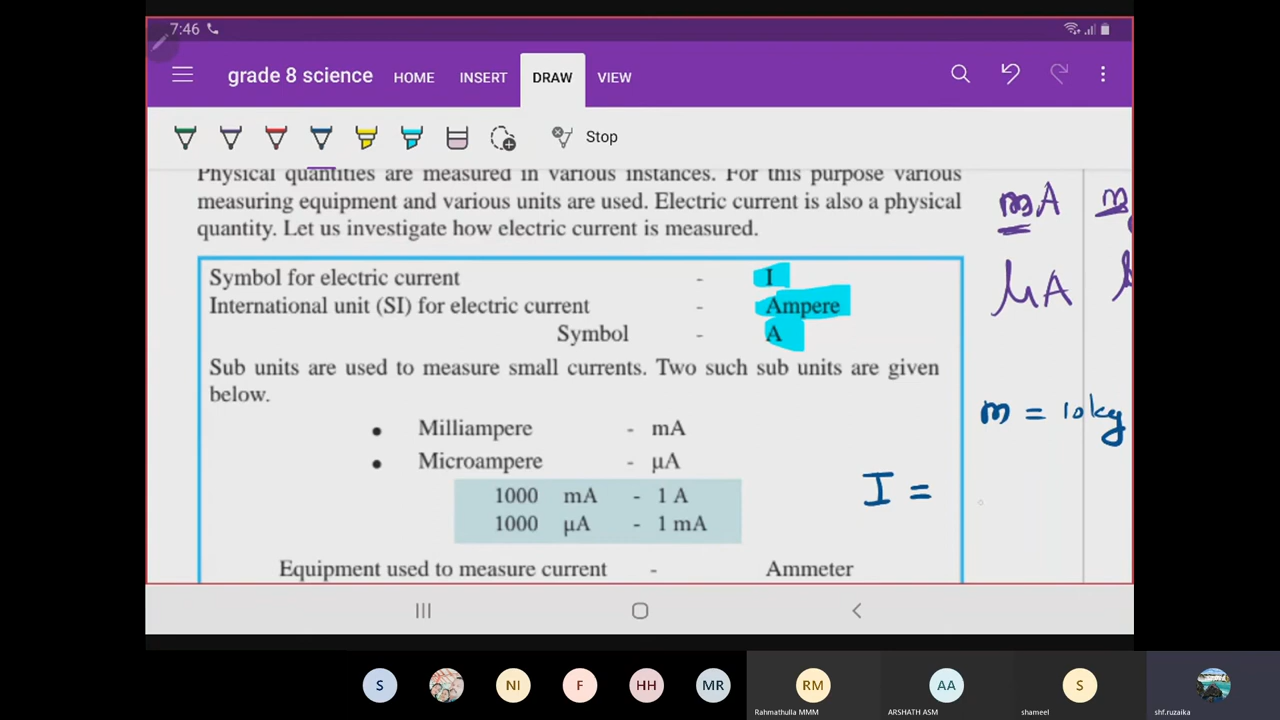 7:46
grade 8 science HOME INSERT DRAW VIEW
Stop
Physical quantities are measured in various instances. For this purpose various
measuring equipment and various units are used. Electric current is also a physical
quantity. Let us investigate how electric current is measured.
mA m
μA
Symbol for electric current - I
International unit (SI) for electric current - Ampere
Symbol - A
Sub units are used to measure small currents. Two such sub units are given
below.
m = 10kg
• Milliampere - mA
• Microampere - μA
I =
1000 mA - 1 A
1000 μA - 1 mA
Equipment used to measure current - Ammeter
S NI F HH MR RM AA S
Rahmathulla MMM ARSHATH ASM shameel shf.ruzaika